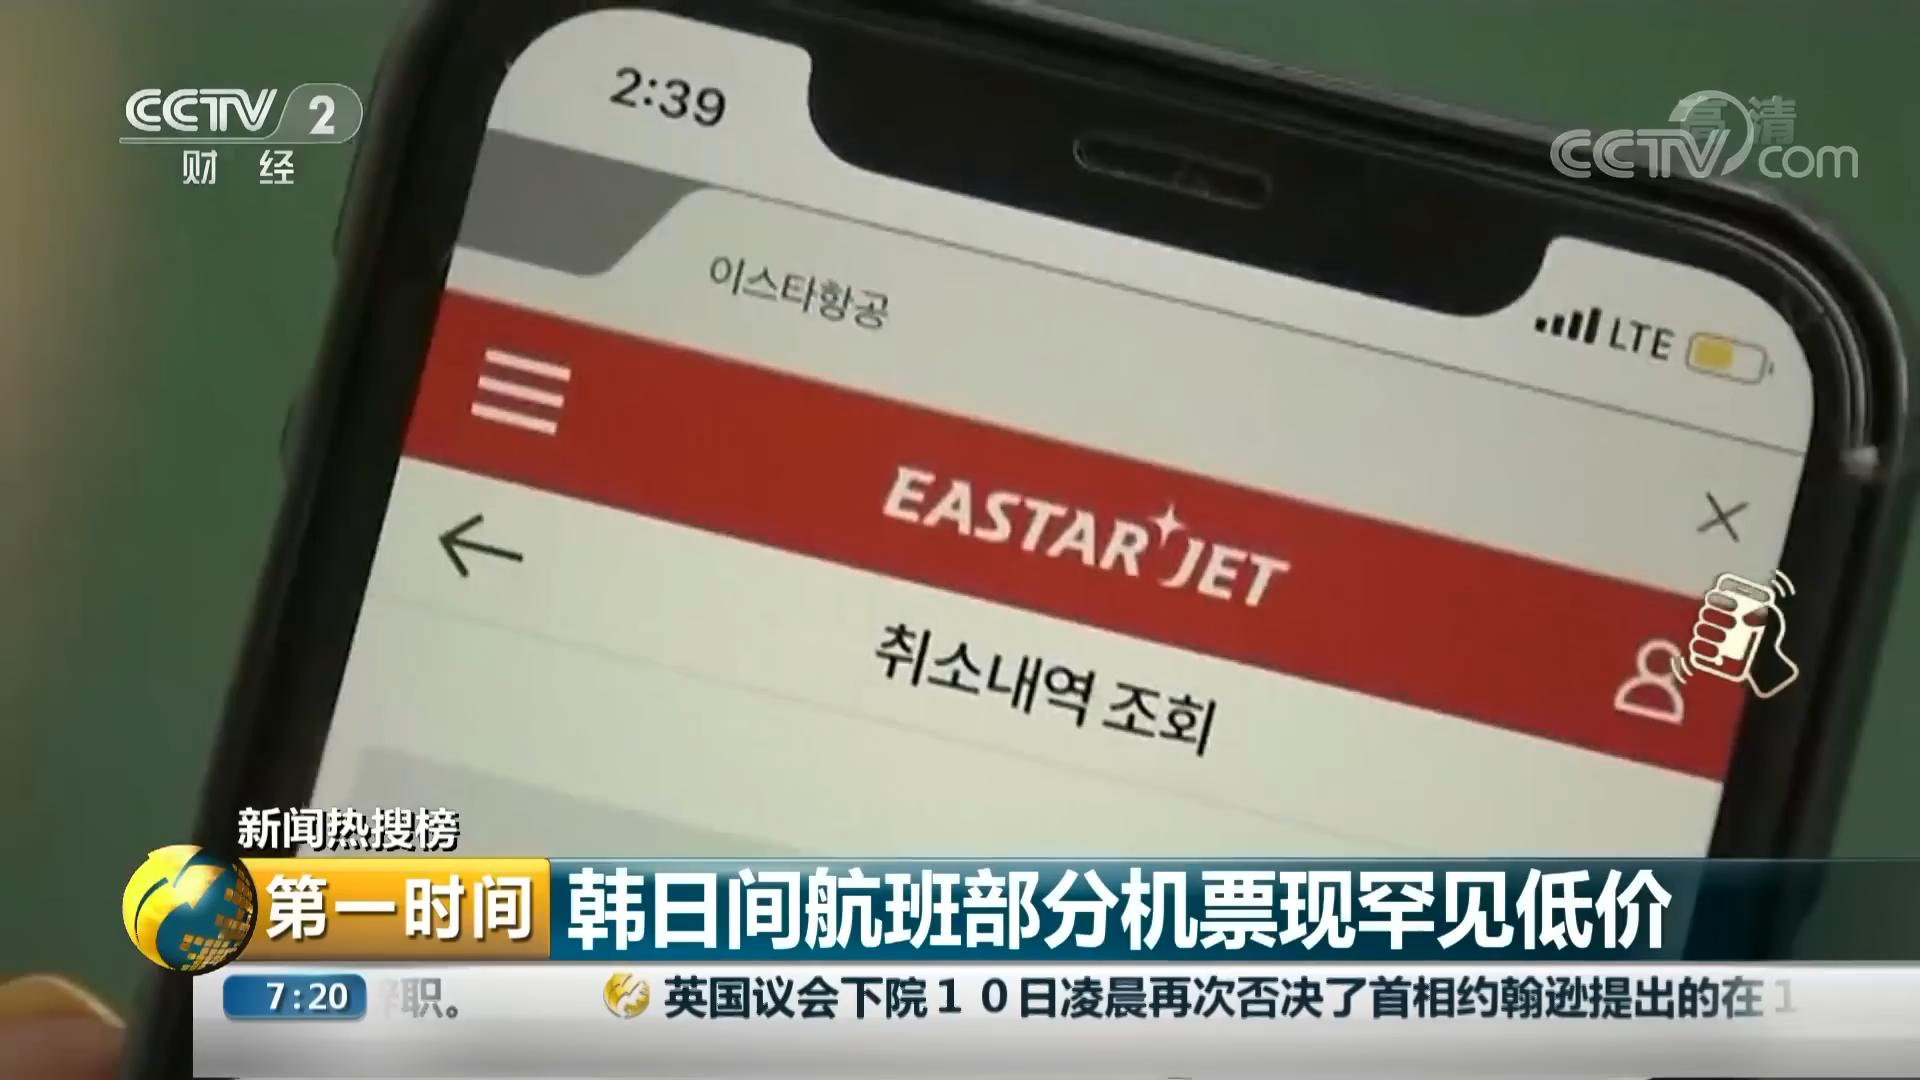 CCTV 2
财 经
高清
CCTV com
2:39
LTE
이스타항공
EASTAR JET
취소내역 조회
新闻热搜榜
第一时间
韩日间航班部分机票现罕见低价
7:20
职。
英国议会下院10日凌晨再次否决了首相约翰逊提出的在1